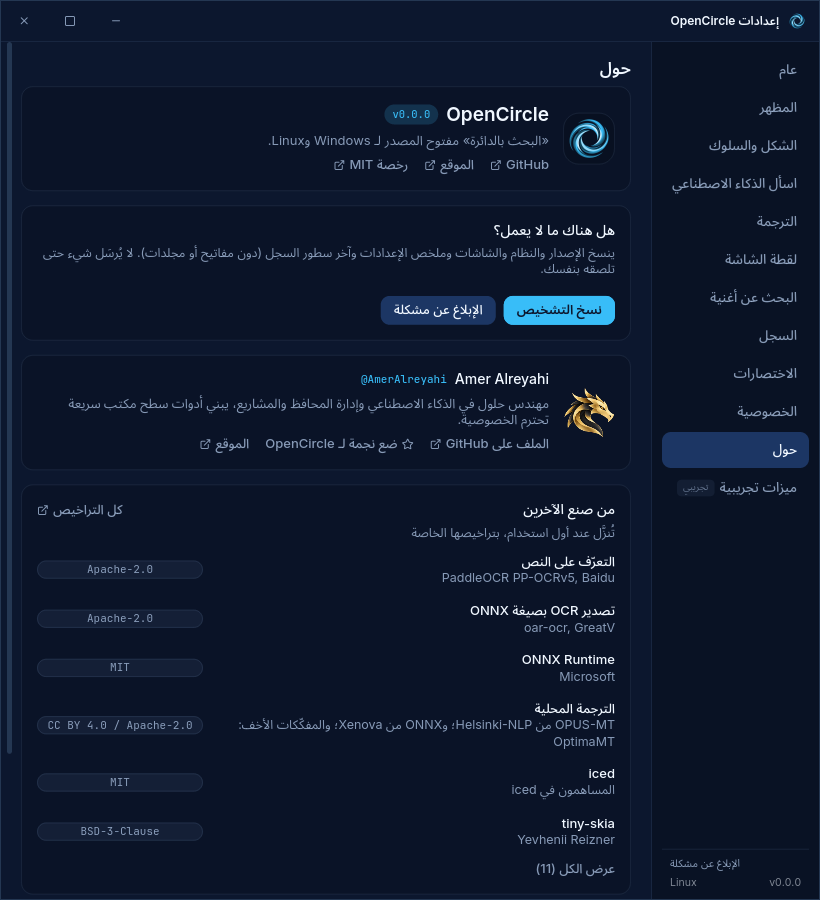 إعدادات OpenCircle
عام
المظهر
الشكل والسلوك
اسأل الذكاء الاصطناعي
الترجمة
لقطة الشاشة
البحث عن أغنية
السجل
الاختصارات
الخصوصية
حول
ميزات تجريبية تجريبي
الإبلاغ عن مشكلة
v0.0.0 Linux
حول
OpenCircle v0.0.0
«البحث بالدائرة» مفتوح المصدر لـ Windows وLinux.
GitHub الموقع رخصة MIT
هل هناك ما لا يعمل؟
ينسخ الإصدار والنظام والشاشات وملخص الإعدادات وآخر سطور السجل (دون مفاتيح أو مجلدات). لا يُرسَل شيء حتى
تلصقه بنفسك.
نسخ التشخيص الإبلاغ عن مشكلة
Amer Alreyahi @AmerAlreyahi
مهندس حلول في الذكاء الاصطناعي وإدارة المحافظ والمشاريع، يبني أدوات سطح مكتب سريعة
تحترم الخصوصية.
الملف على GitHub ضع نجمة لـ OpenCircle الموقع
من صنع الآخرين كل التراخيص
تُنزَّل عند أول استخدام، بتراخيصها الخاصة
التعرّف على النص
PaddleOCR PP-OCRv5, Baidu
Apache-2.0
تصدير OCR بصيغة ONNX
oar-ocr, GreatV
Apache-2.0
ONNX Runtime
Microsoft
MIT
الترجمة المحلية
OPUS-MT من Helsinki-NLP؛ وONNX من Xenova؛ والمفكّكات الأخف:
OptimaMT
CC BY 4.0 / Apache-2.0
iced
المساهمون في iced
MIT
tiny-skia
Yevhenii Reizner
BSD-3-Clause
عرض الكل (11)